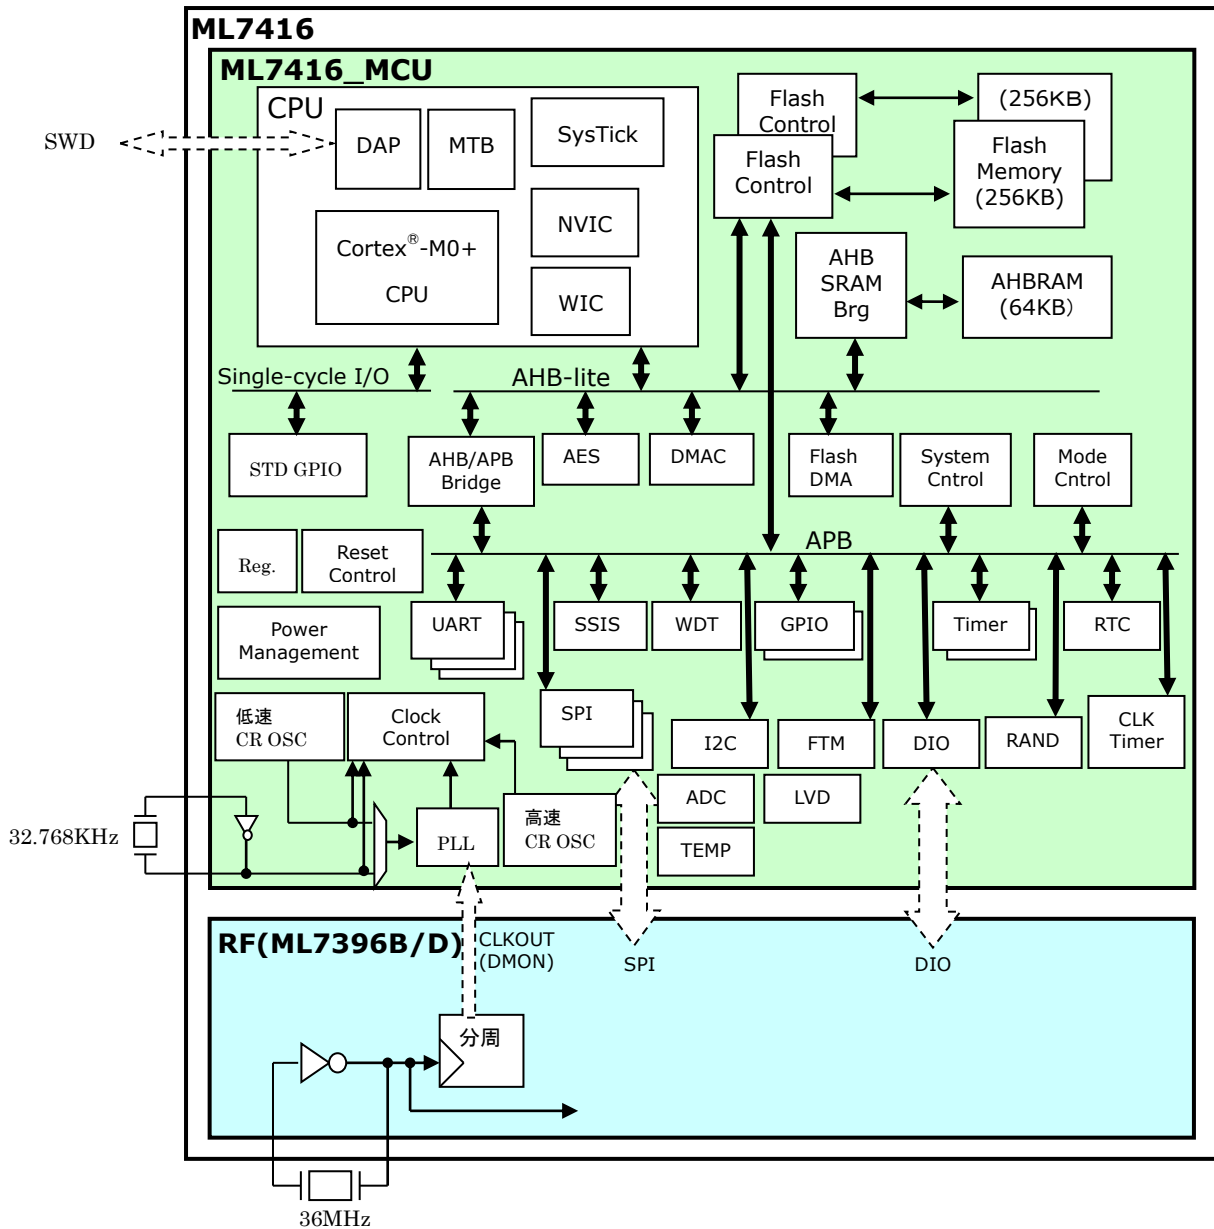 ML7416
ML7416_MCU
CPU
SWD
DAP
MTB
SysTick
Cortex®-M0+
CPU
NVIC
WIC
Flash
Control
Flash
Control
(256KB)
Flash
Memory
(256KB)
AHB
SRAM
Brg
AHBRAM
(64KB)
Single-cycle I/O
AHB-lite
STD GPIO
AHB/APB
Bridge
AES
DMAC
Flash
DMA
System
Cntrol
Mode
Cntrol
Reg.
Reset
Control
APB
Power
Management
UART
SSIS
WDT
GPIO
Timer
RTC
低速
CR OSC
Clock
Control
SPI
I2C
FTM
DIO
RAND
CLK
Timer
ADC
LVD
TEMP
32.768KHz
PLL
高速
CR OSC
RF(ML7396B/D)
CLKOUT
(DMON)
SPI
DIO
分周
36MHz